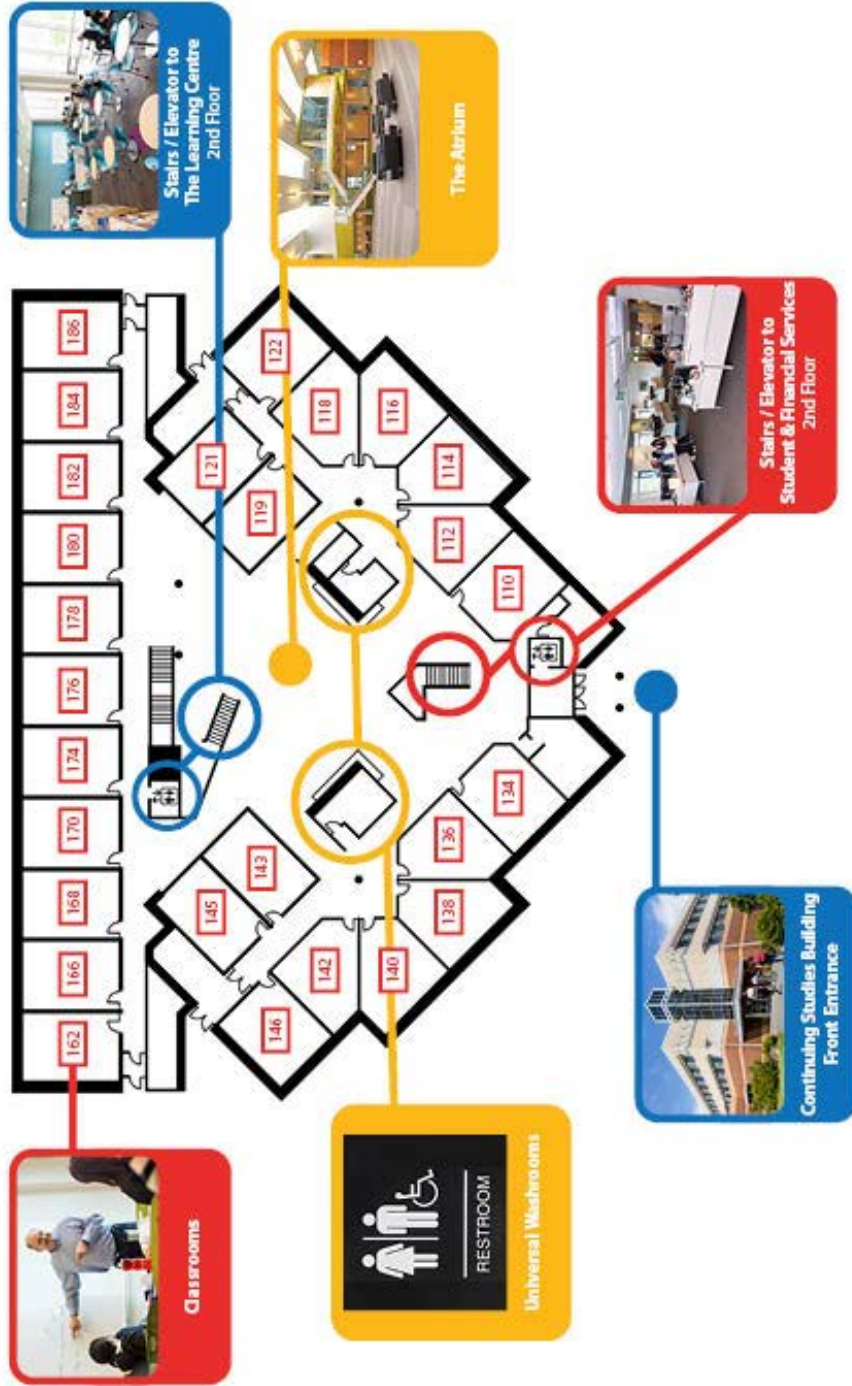 Classrooms
Stairs / Elevator to
The Learning Centre
2nd Floor
162
166
168
170
174
176
178
180
182
184
186
146
145
121
122
142
143
119
118
140
116
138
136
112
114
134
110
RESTROOM
Universal Washrooms
The Atrium
Continuing Studies Building
Front Entrance
Stairs / Elevator to
Student & Financial Services
2nd Floor